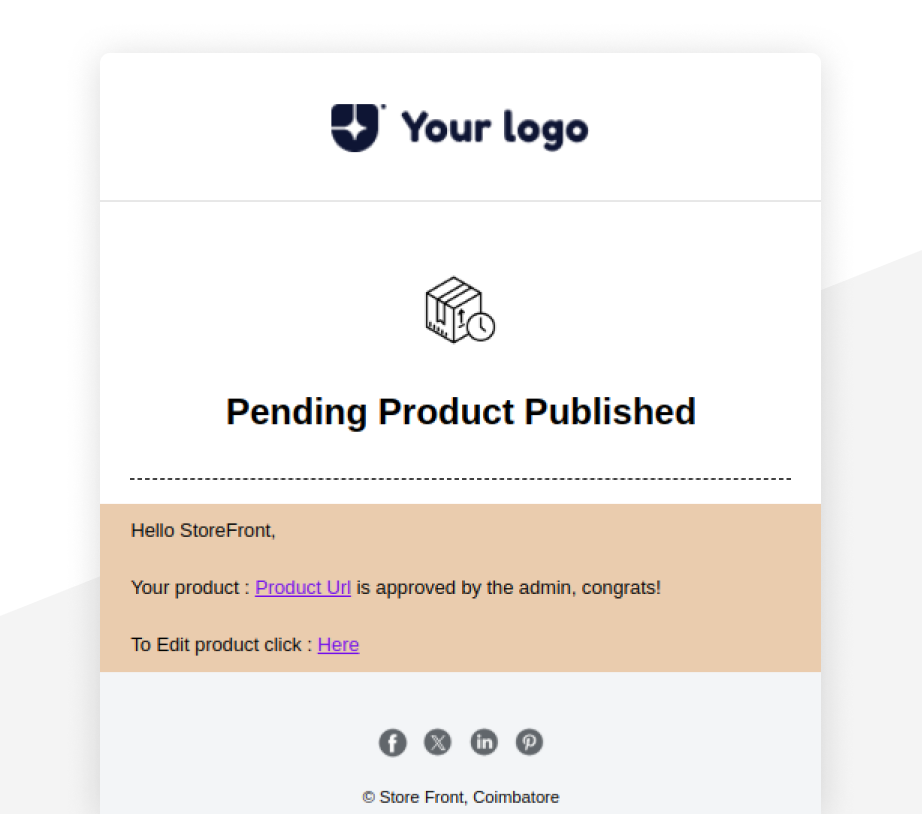 Your logo
Pending Product Published
Hello StoreFront,
Your product : Product Url is approved by the admin, congrats!
To Edit product click : Here
© Store Front, Coimbatore